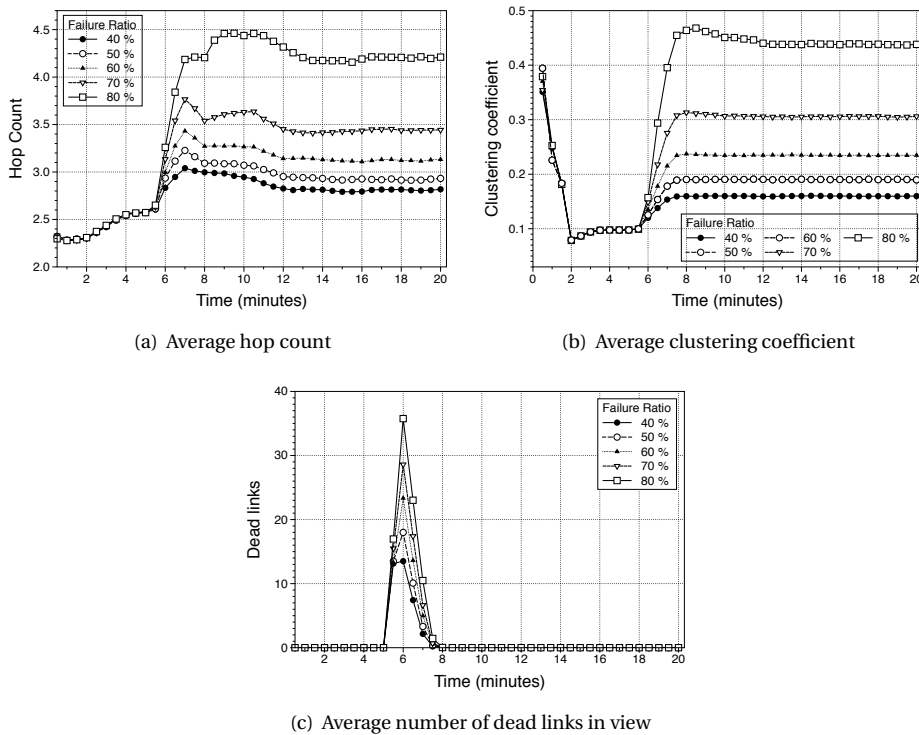 Failure Ratio
40 %
50 %
60 %
70 %
80 %
4.5
4.0
3.5
3.0
2.5
2.0
Hop Count
2 4 6 8 10 12 14 16 18 20
Time (minutes)
(a) Average hop count
0.5
0.4
0.3
0.2
0.1
Clustering coefficient
Failure Ratio
40 % 60 % 80 %
50 % 70 %
0 2 4 6 8 10 12 14 16 18 20
Time (minutes)
(b) Average clustering coefficient
40
30
20
10
0
Dead links
Failure Ratio
40 %
50 %
60 %
70 %
80 %
2 4 6 8 10 12 14 16 18 20
Time (minutes)
(c) Average number of dead links in view